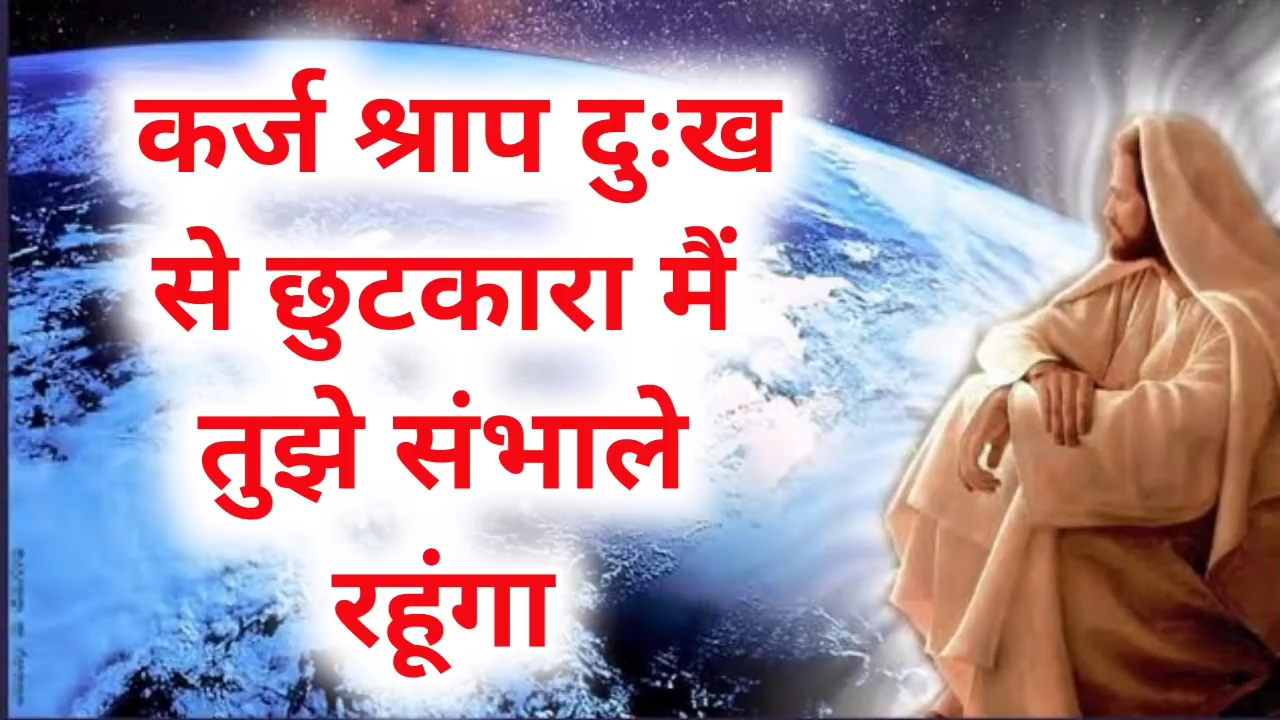 कर्ज श्राप दुःख
से छुटकारा मैं
तुझे संभाले
रहूंगा